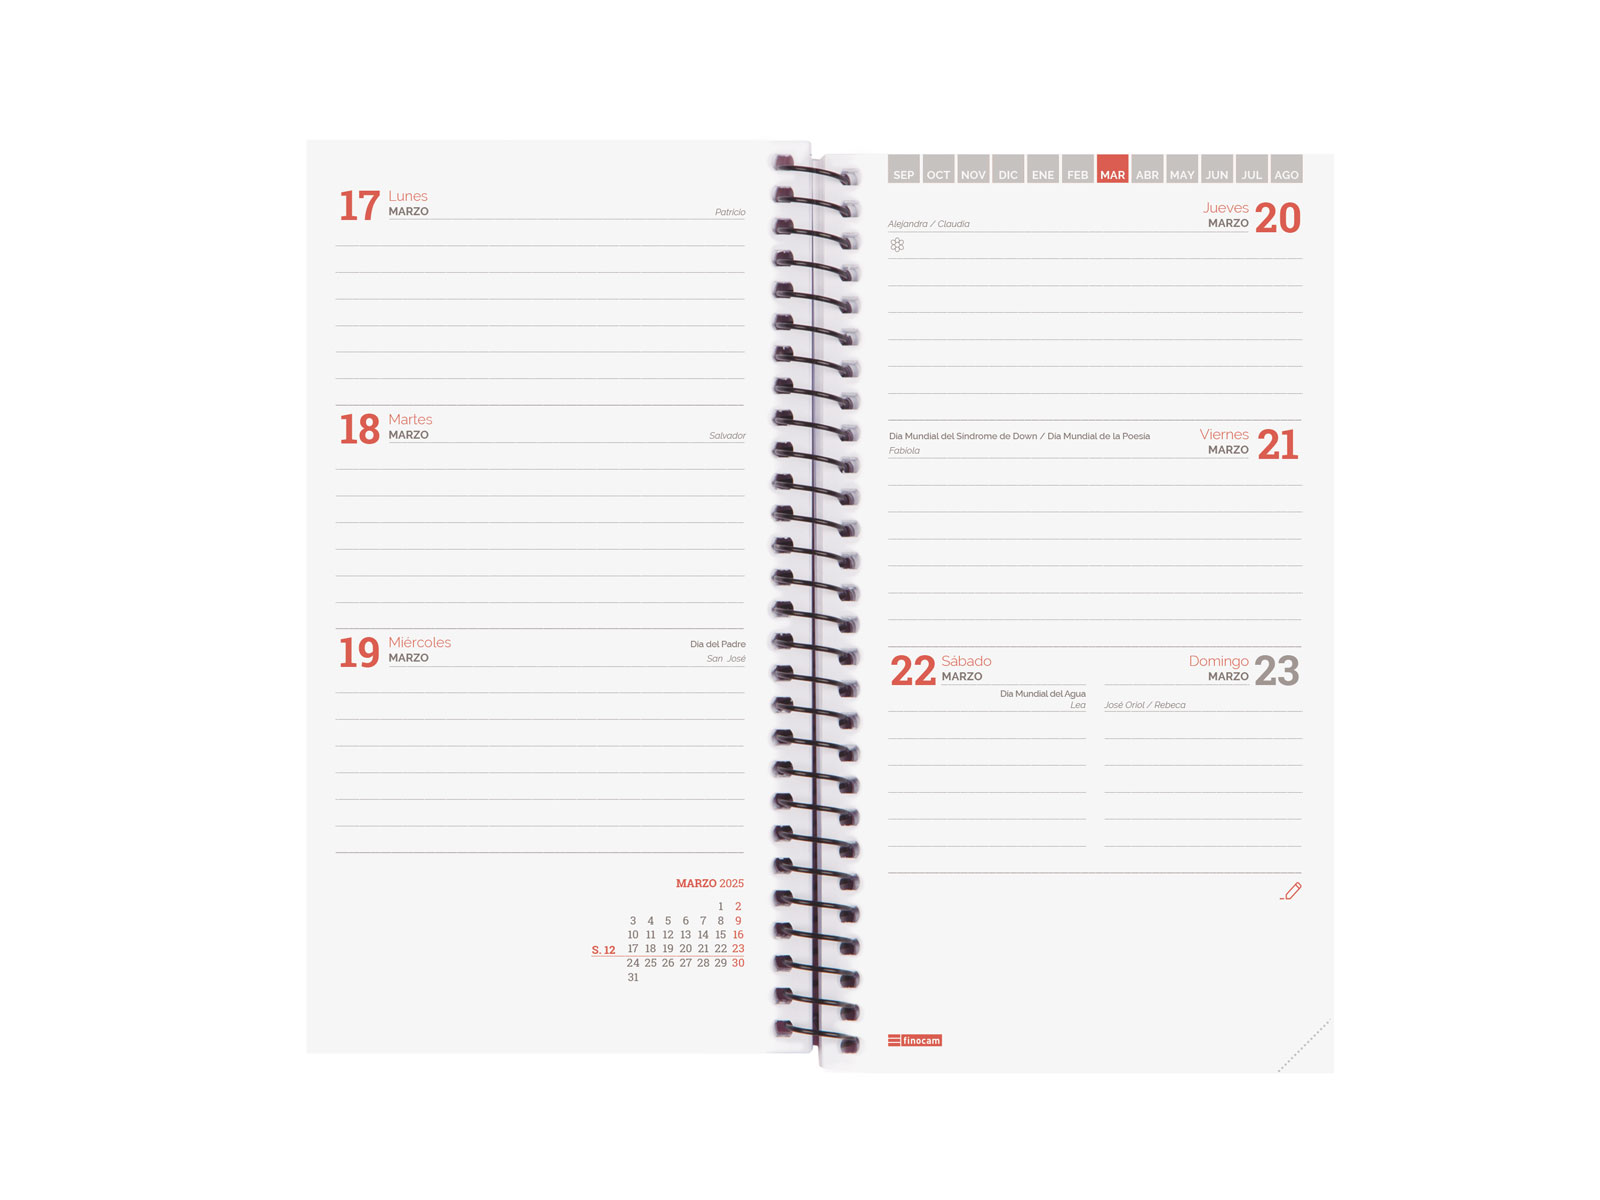 17 Lunes
MARZO
Patricio
18 Martes
MARZO
Salvador
19 Miércoles
MARZO
Día del Padre
San José
MARZO 2025
1 2
3 4 5 6 7 8 9
10 11 12 13 14 15 16
S. 12 17 18 19 20 21 22 23
24 25 26 27 28 29 30
31
SEP OCT NOV DIC ENE FEB MAR ABR MAY JUN JUL AGO
Jueves 20
MARZO
Alejandra / Claudia
Viernes 21
MARZO
Día Mundial del Síndrome de Down / Día Mundial de la Poesía
Fabiola
22 Sábado
MARZO
Día Mundial del Agua
Lea
Domingo 23
MARZO
José Oriol / Rebeca
finocam